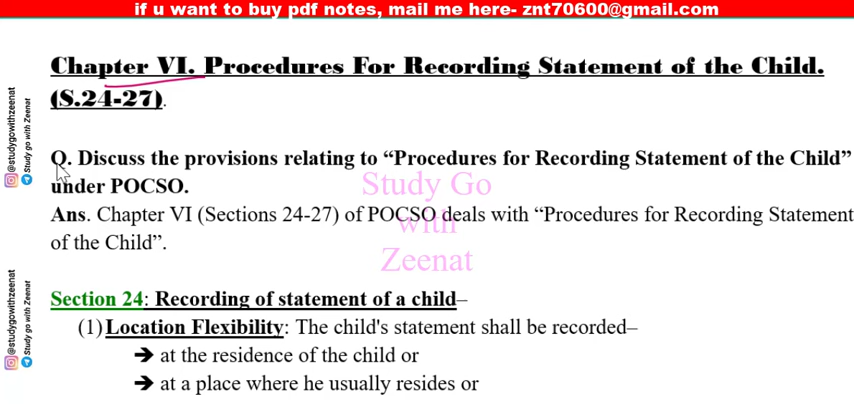 if u want to buy pdf notes, mail me here- znt70600@gmail.com
Chapter VI. Procedures For Recording Statement of the Child.
(S.24-27).
Q. Discuss the provisions relating to “Procedures for Recording Statement of the Child”
under POCSO.
Ans. Chapter VI (Sections 24-27) of POCSO deals with “Procedures for Recording Statement
of the Child”.
Section 24: Recording of statement of a child–
(1) Location Flexibility: The child's statement shall be recorded–
➔ at the residence of the child or
➔ at a place where he usually resides or
Study Go
with
Zeenat
@studygowithzeenat
Study go with Zeenat
@studygowithzeenat
Study go with Zeenat